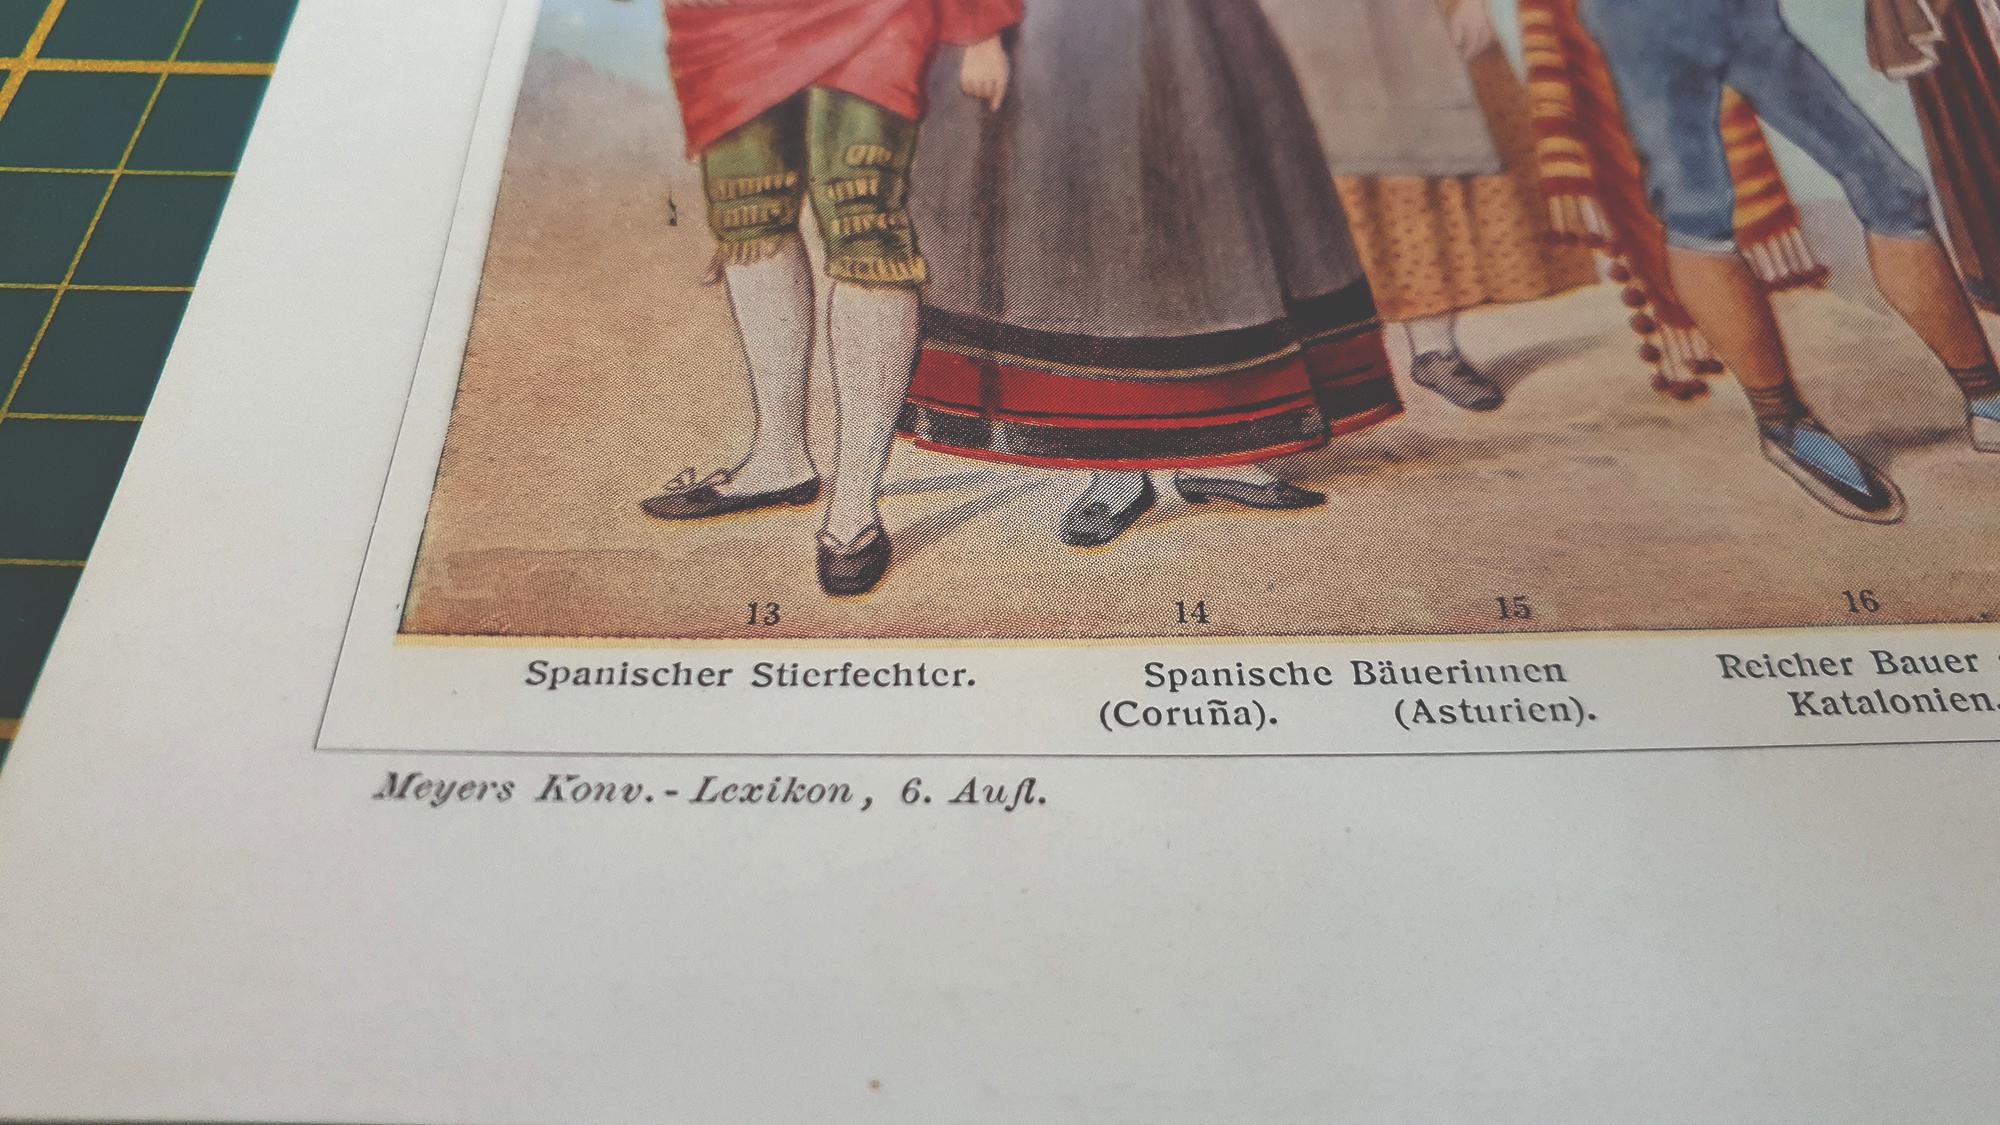 13 14 15 16
Spanischer Stierfechter. Spanische Bäuerinnen Reicher Bauer
(Coruña). (Asturien). Katalonien.
Meyers Konv.-Lexikon, 6. Aufl.